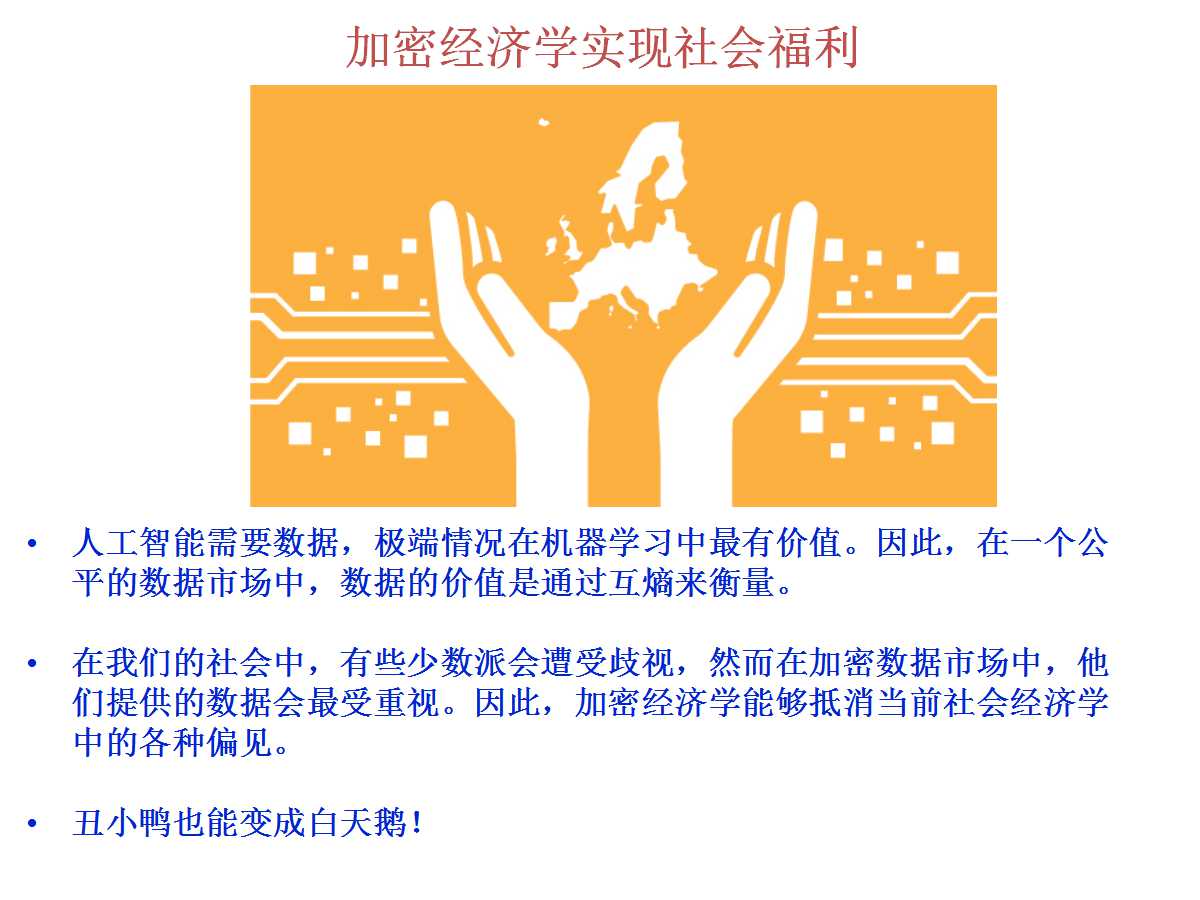 加密经济学实现社会福利
• 人工智能需要数据，极端情况在机器学习中最有价值。因此，在一个公
平的数据市场中，数据的价值是通过互熵来衡量。
• 在我们的社会中，有些少数派会遭受歧视，然而在加密数据市场中，他
们提供的数据会最受重视。因此，加密经济学能够抵消当前社会经济学
中的各种偏见。
• 丑小鸭也能变成白天鹅！